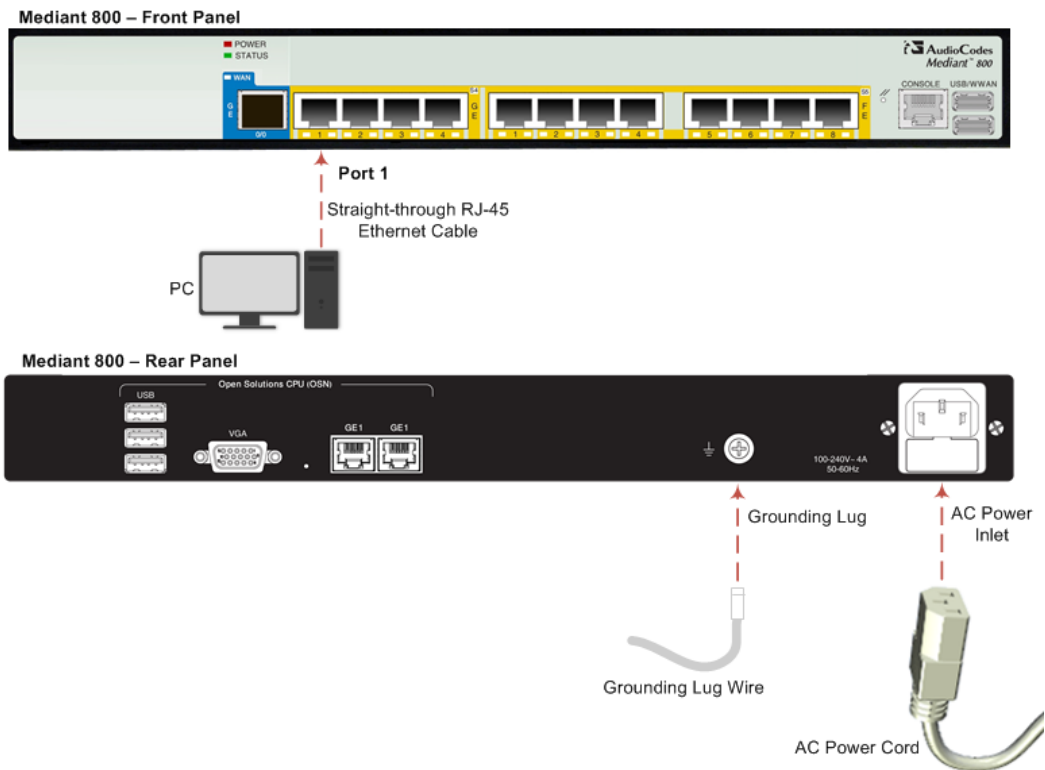 Mediant 800 – Front Panel
POWER
STATUS
WAN
GE
0/0
1 2 3 4
S4
GE
1 2 3 4
5 6 7 8
S5
FE
//
AudioCodes
Mediant™ 800
CONSOLE USB/WWAN
Port 1
Straight-through RJ-45
Ethernet Cable
PC
Mediant 800 – Rear Panel
Open Solutions CPU (OSN)
USB
VGA
GE1 GE1
100-240V~ 4A
50-60Hz
Grounding Lug
AC Power
Inlet
Grounding Lug Wire
AC Power Cord